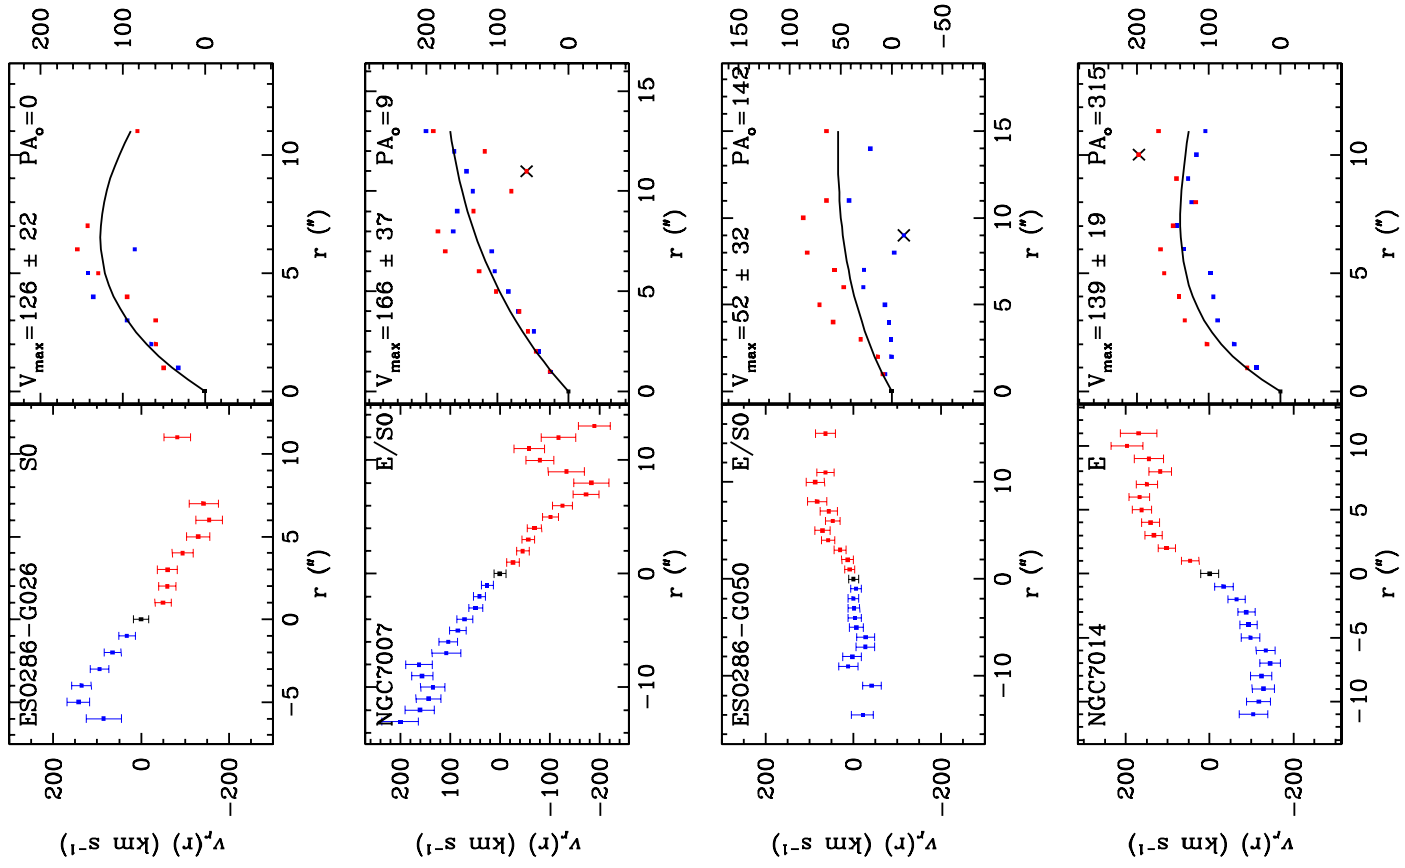 ESO286-G026 S0
V_max=126 ± 22 PA_o=0
v_r(r) (km s⁻¹)
200 0 -200
200 100 0
-5 0 5 10
0 5 10
r (″)
r (″)
NGC7007 E/S0
V_max=166 ± 37 PA_o=9
v_r(r) (km s⁻¹)
200 100 0 -100 -200
200 100 0
-10 0 10
0 5 10 15
r (″)
r (″)
ESO286-G050 E/S0
V_max=52 ± 32 PA_o=142
v_r(r) (km s⁻¹)
200 0 -200
150 100 50 0 -50
-10 0 10
0 5 10 15
r (″)
r (″)
NGC7014 E
V_max=139 ± 19 PA_o=315
v_r(r) (km s⁻¹)
200 0 -200
200 100 0
-10 -5 0 5 10
0 5 10
r (″)
r (″)